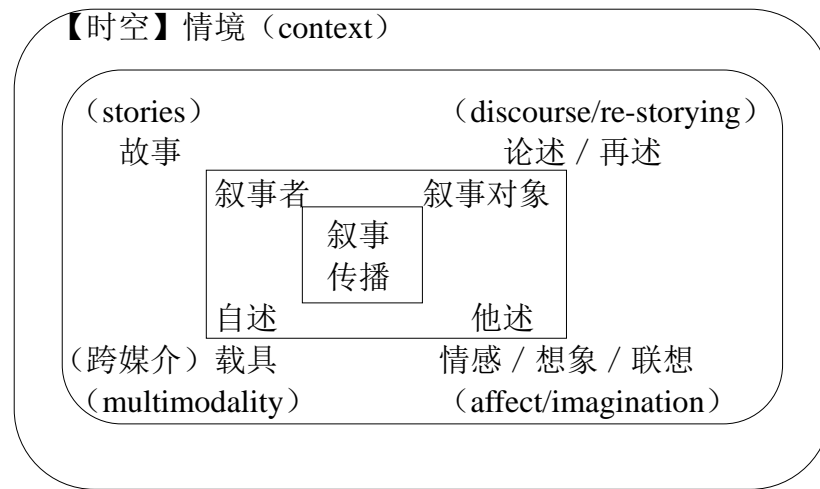 【时空】情境（context）
（stories） （discourse/re-storying）
故事 论述／再述
叙事者 叙事对象
叙事
传播
自述 他述
（跨媒介）载具 情感／想象／联想
（multimodality） （affect/imagination）